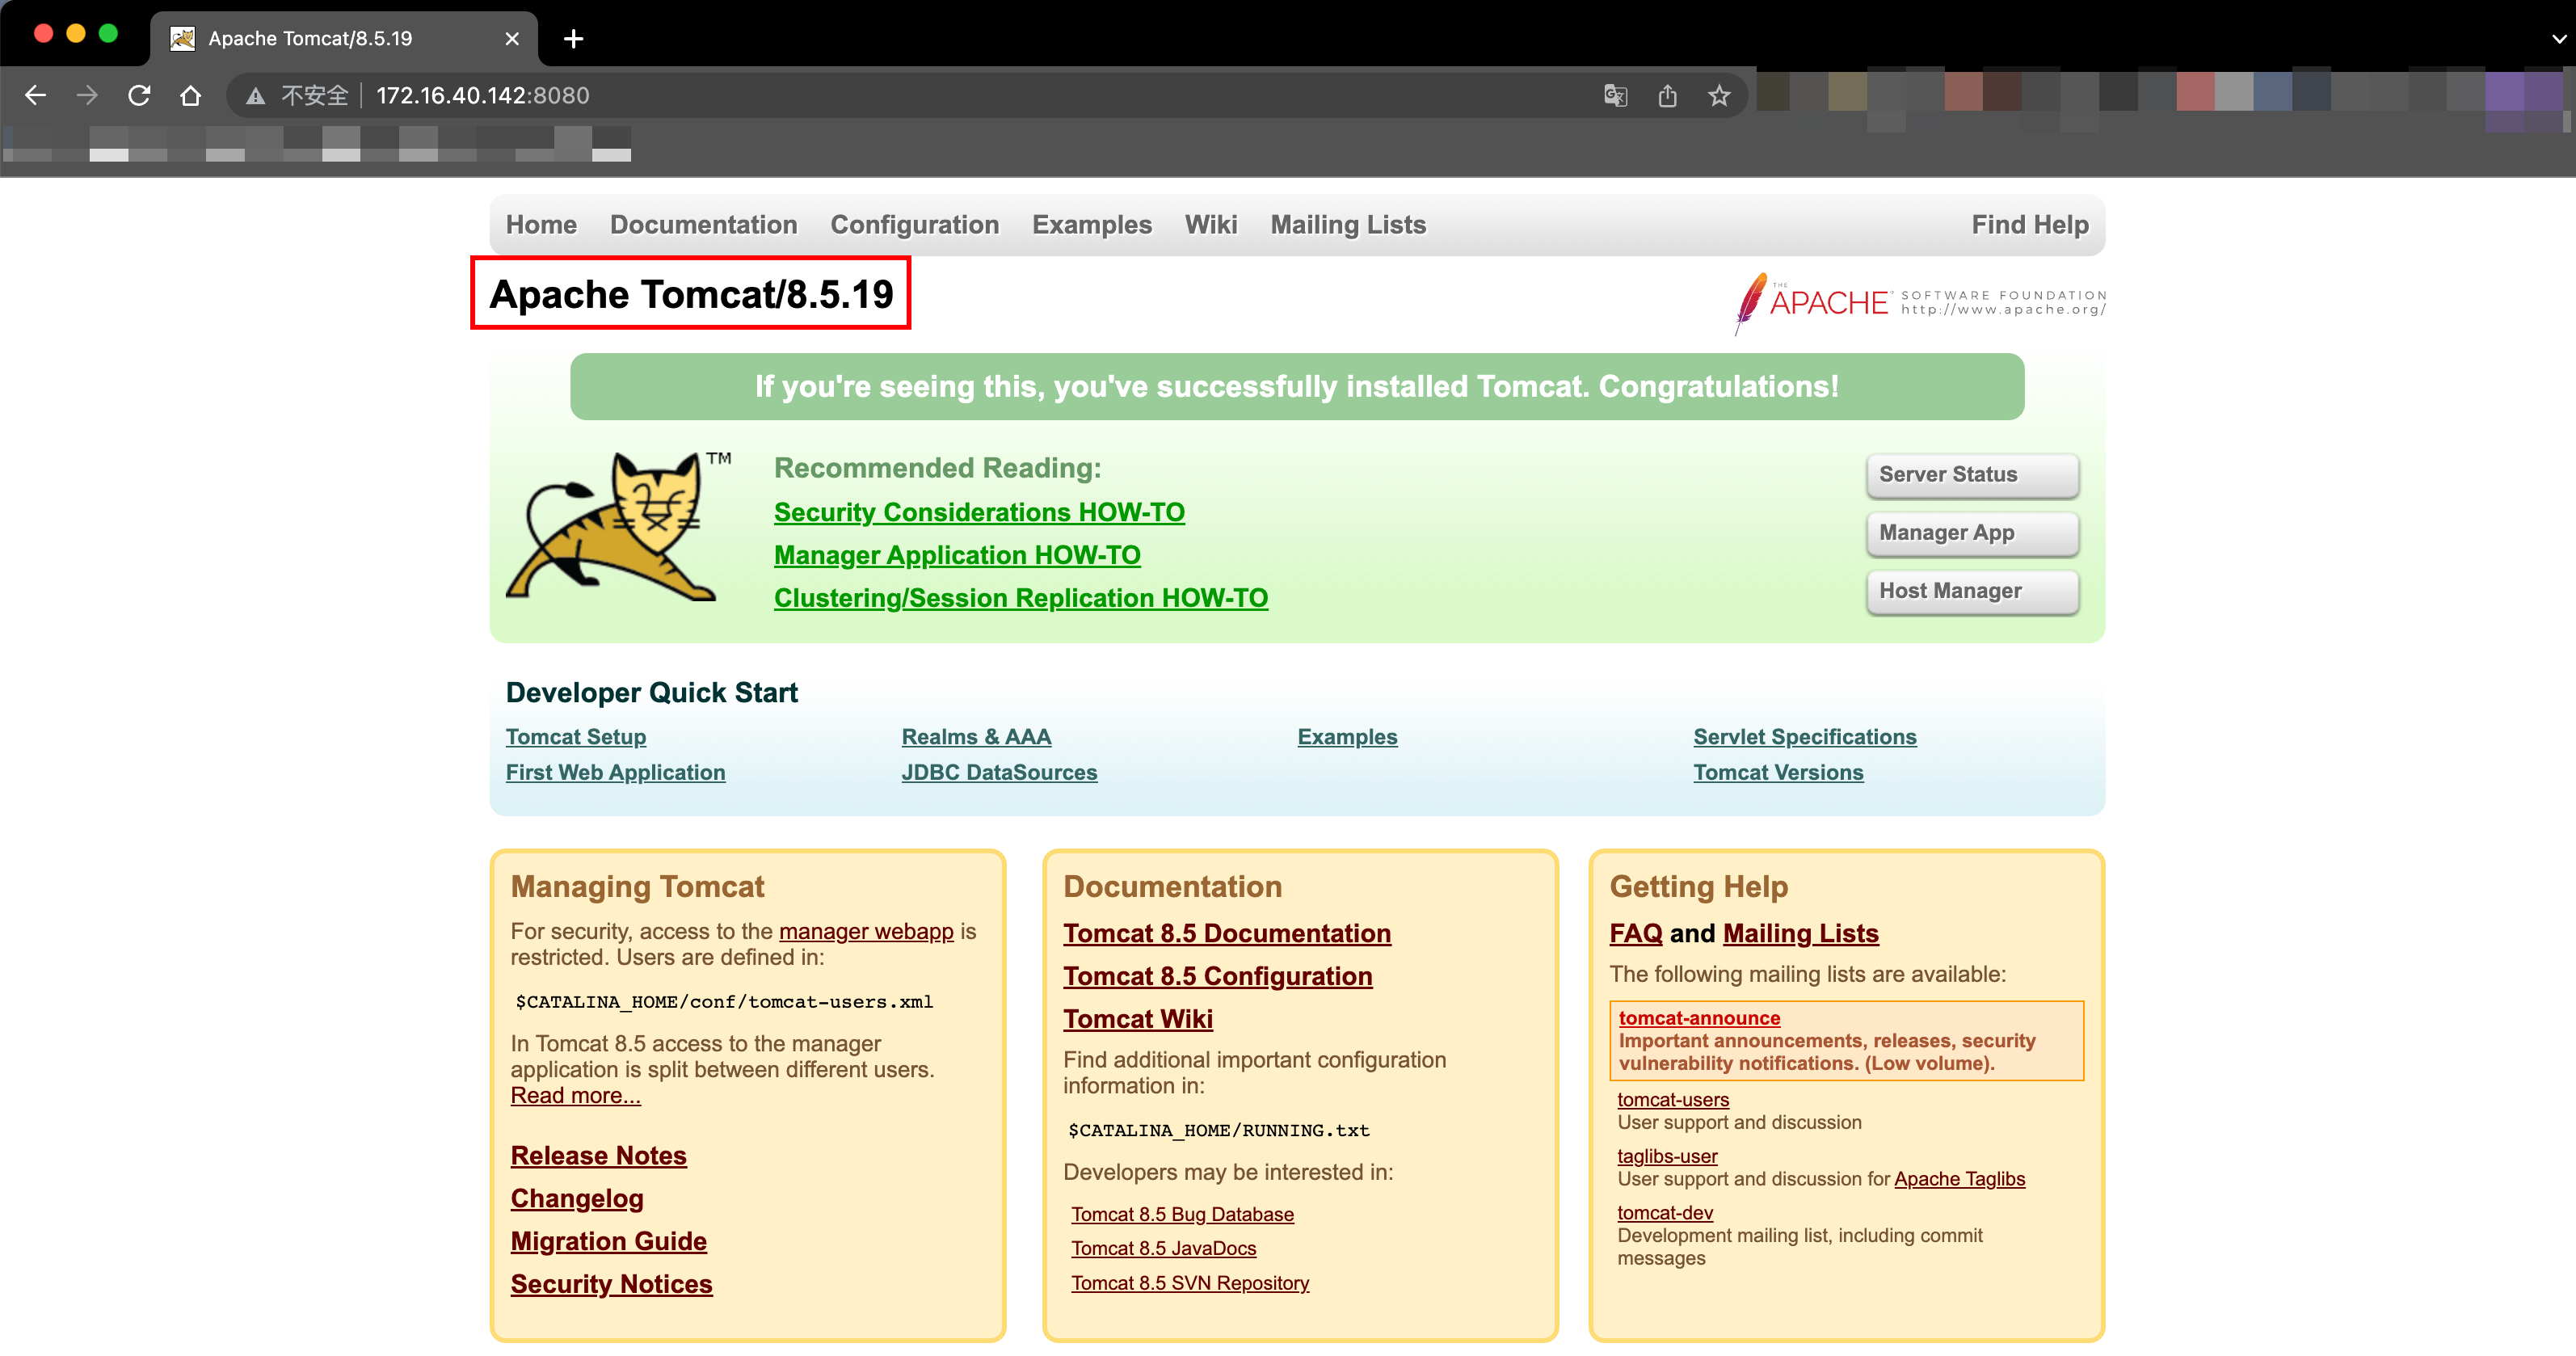 Apache Tomcat/8.5.19
不安全 172.16.40.142:8080
Home Documentation Configuration Examples Wiki Mailing Lists Find Help
Apache Tomcat/8.5.19
THE APACHE® SOFTWARE FOUNDATION
http://www.apache.org/
If you're seeing this, you've successfully installed Tomcat. Congratulations!
TM
Recommended Reading:
Security Considerations HOW-TO
Manager Application HOW-TO
Clustering/Session Replication HOW-TO
Server Status
Manager App
Host Manager
Developer Quick Start
Tomcat Setup
First Web Application
Realms & AAA
JDBC DataSources
Examples
Servlet Specifications
Tomcat Versions
Managing Tomcat
For security, access to the manager webapp is
restricted. Users are defined in:
$CATALINA_HOME/conf/tomcat-users.xml
In Tomcat 8.5 access to the manager
application is split between different users.
Read more...
Release Notes
Changelog
Migration Guide
Security Notices
Documentation
Tomcat 8.5 Documentation
Tomcat 8.5 Configuration
Tomcat Wiki
Find additional important configuration
information in:
$CATALINA_HOME/RUNNING.txt
Developers may be interested in:
Tomcat 8.5 Bug Database
Tomcat 8.5 JavaDocs
Tomcat 8.5 SVN Repository
Getting Help
FAQ and Mailing Lists
The following mailing lists are available:
tomcat-announce
Important announcements, releases, security
vulnerability notifications. (Low volume).
tomcat-users
User support and discussion
taglibs-user
User support and discussion for Apache Taglibs
tomcat-dev
Development mailing list, including commit
messages